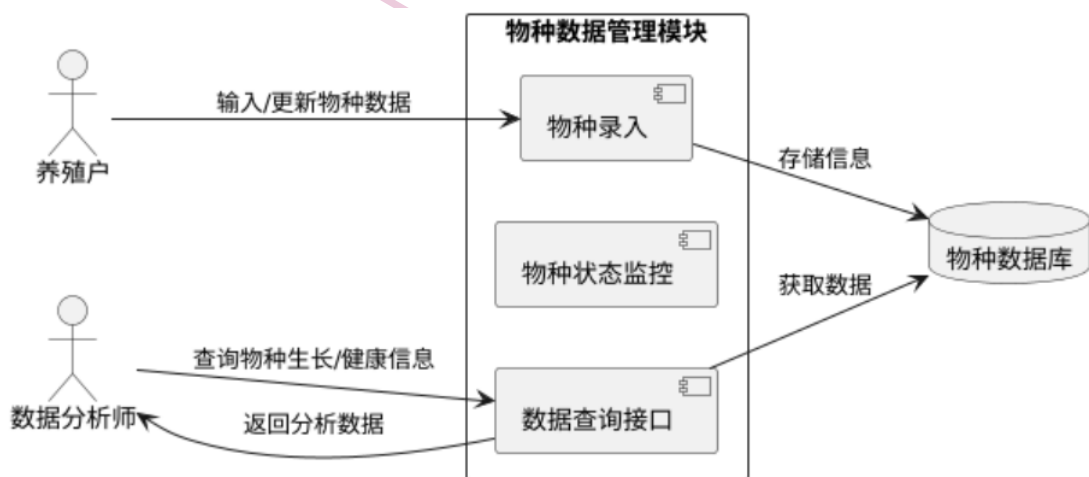 物种数据管理模块
输入/更新物种数据
物种录入
养殖户
存储信息
物种状态监控
物种数据库
获取数据
查询物种生长/健康信息
数据分析师
返回分析数据
数据查询接口